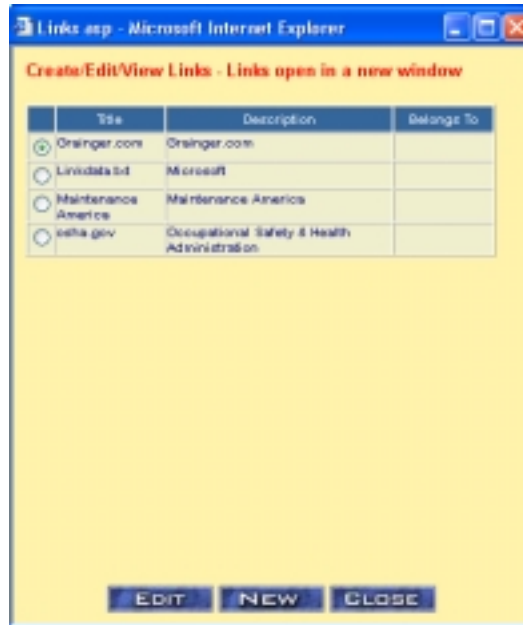 Links asp - Microsoft Internet Explorer
Create/Edit/View Links - Links open in a new window
Title Description Belongs To
Grainger.com Grainger.com
Linkdata.txt Microsoft
Maintenance America Maintenance America
osha.gov Occupational Safety & Health
Administration
EDIT NEW CLOSE